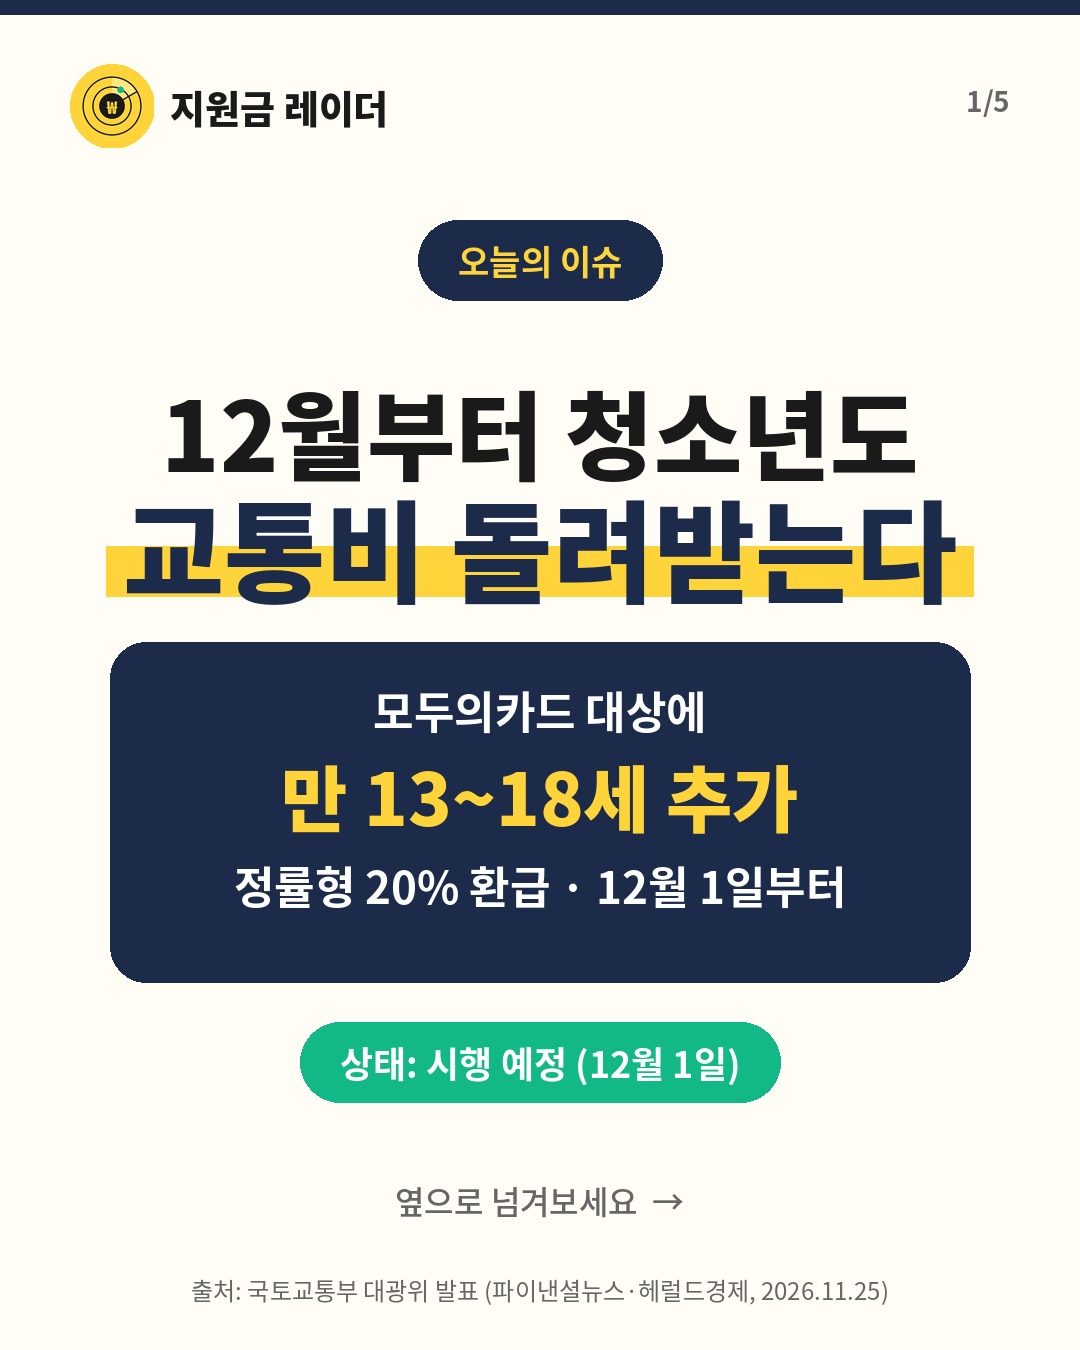 ₩
지원금 레이더
1/5
오늘의 이슈
12월부터 청소년도
교통비 돌려받는다
모두의카드 대상에
만 13~18세 추가
정률형 20% 환급 · 12월 1일부터
상태: 시행 예정 (12월 1일)
옆으로 넘겨보세요 →
출처: 국토교통부 대광위 발표 (파이낸셜뉴스·헤럴드경제, 2026.11.25)